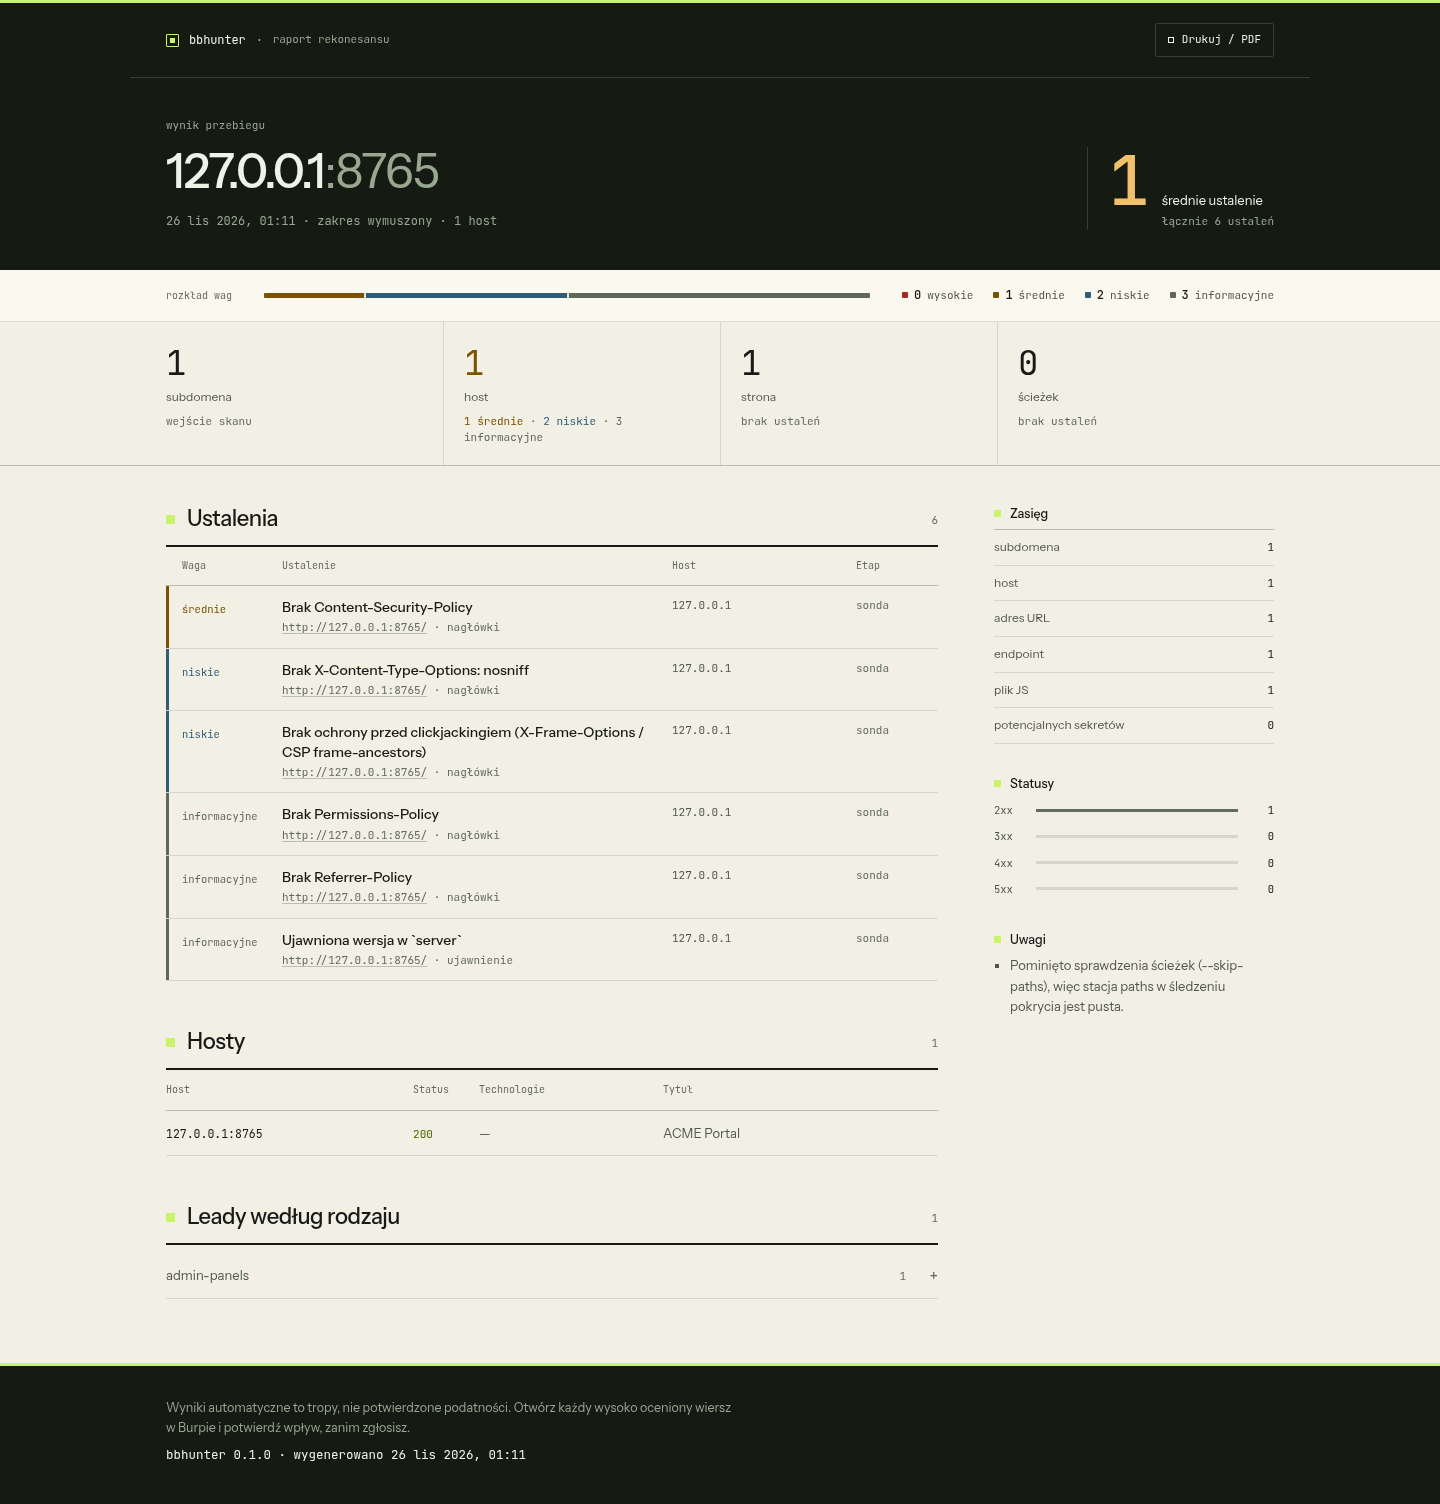 bbhunter · raport rekonesansu
Drukuj / PDF
wynik przebiegu
127.0.0.1:8765
26 lis 2026, 01:11 · zakres wymuszony · 1 host
1 średnie ustalenie
łącznie 6 ustaleń
rozkład wag
0 wysokie 1 średnie 2 niskie 3 informacyjne
1
subdomena
wejście skanu
1
host
1 średnie · 2 niskie · 3
informacyjne
1
strona
brak ustaleń
0
ścieżek
brak ustaleń
Ustalenia 6
Waga Ustalenie Host Etap
średnie Brak Content-Security-Policy 127.0.0.1 sonda
http://127.0.0.1:8765/ · nagłówki
niskie Brak X-Content-Type-Options: nosniff 127.0.0.1 sonda
http://127.0.0.1:8765/ · nagłówki
niskie Brak ochrony przed clickjackingiem (X-Frame-Options / 127.0.0.1 sonda
CSP frame-ancestors)
http://127.0.0.1:8765/ · nagłówki
informacyjne Brak Permissions-Policy 127.0.0.1 sonda
http://127.0.0.1:8765/ · nagłówki
informacyjne Brak Referrer-Policy 127.0.0.1 sonda
http://127.0.0.1:8765/ · nagłówki
informacyjne Ujawniona wersja w `server` 127.0.0.1 sonda
http://127.0.0.1:8765/ · ujawnienie
Hosty 1
Host Status Technologie Tytuł
127.0.0.1:8765 200 — ACME Portal
Leady według rodzaju 1
admin-panels 1 +
Zasięg
subdomena 1
host 1
adres URL 1
endpoint 1
plik JS 1
potencjalnych sekretów 0
Statusy
2xx 1
3xx 0
4xx 0
5xx 0
Uwagi
Pominięto sprawdzenia ścieżek (--skip-
paths), więc stacja paths w śledzeniu
pokrycia jest pusta.
Wyniki automatyczne to tropy, nie potwierdzone podatności. Otwórz każdy wysoko oceniony wiersz
w Burpie i potwierdź wpływ, zanim zgłosisz.
bbhunter 0.1.0 · wygenerowano 26 lis 2026, 01:11